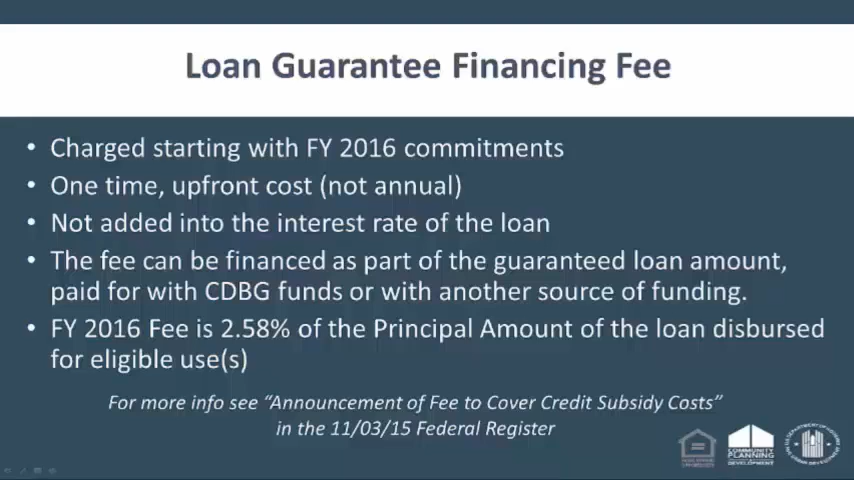 Loan Guarantee Financing Fee
• Charged starting with FY 2016 commitments
• One time, upfront cost (not annual)
• Not added into the interest rate of the loan
• The fee can be financed as part of the guaranteed loan amount,
paid for with CDBG funds or with another source of funding.
• FY 2016 Fee is 2.58% of the Principal Amount of the loan disbursed
for eligible use(s)
For more info see “Announcement of Fee to Cover Credit Subsidy Costs”
in the 11/03/15 Federal Register
COMMUNITY
PLANNING
DEVELOPMENT